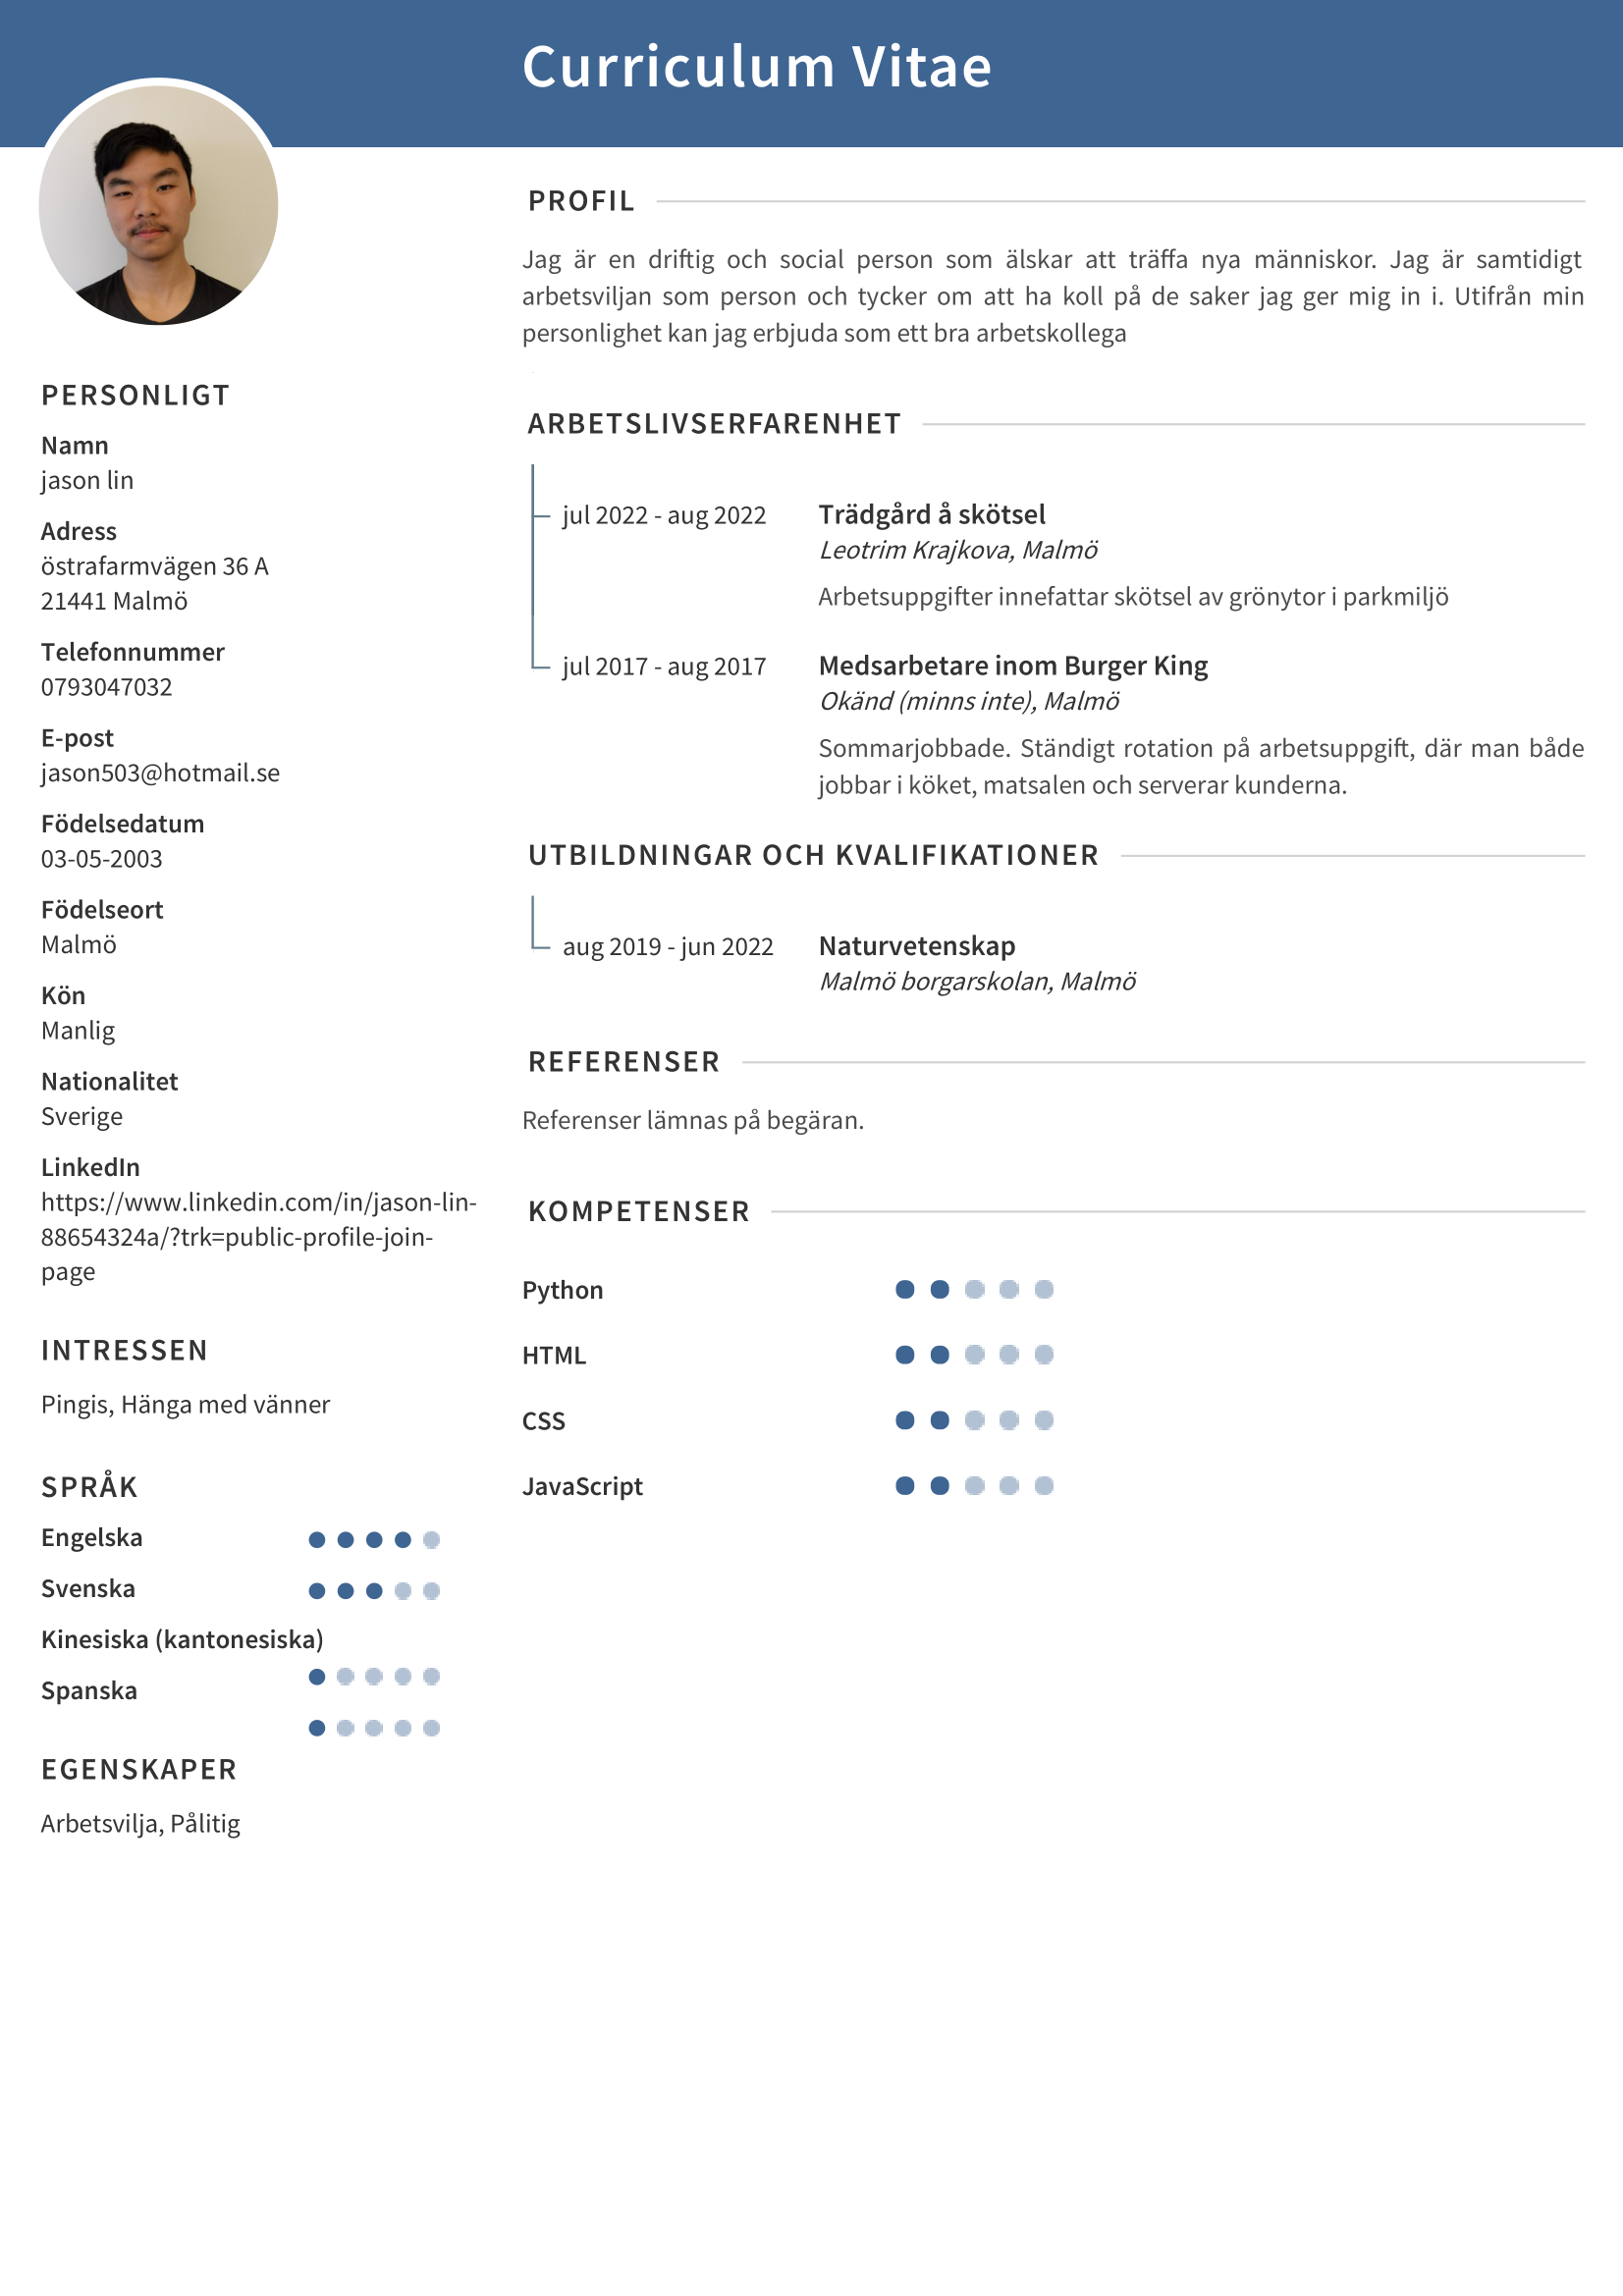 Curriculum Vitae
PERSONLIGT
Namn
jason lin
Adress
östrafarmvägen 36 A
21441 Malmö
Telefonnummer
0793047032
E-post
jason503@hotmail.se
Födelsedatum
03-05-2003
Födelseort
Malmö
Kön
Manlig
Nationalitet
Sverige
LinkedIn
https://www.linkedin.com/in/jason-lin-
88654324a/?trk=public-profile-join-
page
INTRESSEN
Pingis, Hänga med vänner
SPRÅK
Engelska
Svenska
Kinesiska (kantonesiska)
Spanska
EGENSKAPER
Arbetsvilja, Pålitig
PROFIL
Jag är en driftig och social person som älskar att träffa nya människor. Jag är samtidigt
arbetsviljan som person och tycker om att ha koll på de saker jag ger mig in i. Utifrån min
personlighet kan jag erbjuda som ett bra arbetskollega
ARBETSLIVSERFARENHET
jul 2022 - aug 2022 Trädgård å skötsel
Leotrim Krajkova, Malmö
Arbetsuppgifter innefattar skötsel av grönytor i parkmiljö
jul 2017 - aug 2017 Medsarbetare inom Burger King
Okänd (minns inte), Malmö
Sommarjobbade. Ständigt rotation på arbetsuppgift, där man både
jobbar i köket, matsalen och serverar kunderna.
UTBILDNINGAR OCH KVALIFIKATIONER
aug 2019 - jun 2022 Naturvetenskap
Malmö borgarskolan, Malmö
REFERENSER
Referenser lämnas på begäran.
KOMPETENSER
Python
HTML
CSS
JavaScript